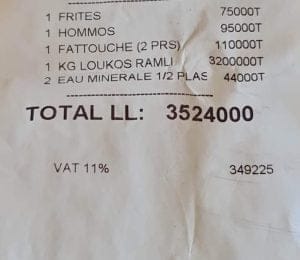 1 FRITES 75000T
1 HOMMOS 95000T
1 FATTOUCHE (2 PRS) 110000T
1 KG LOUKOS RAMLI 3200000T
2 EAU MINERALE 1/2 PLAS 44000T
TOTAL LL: 3524000
VAT 11% 349225